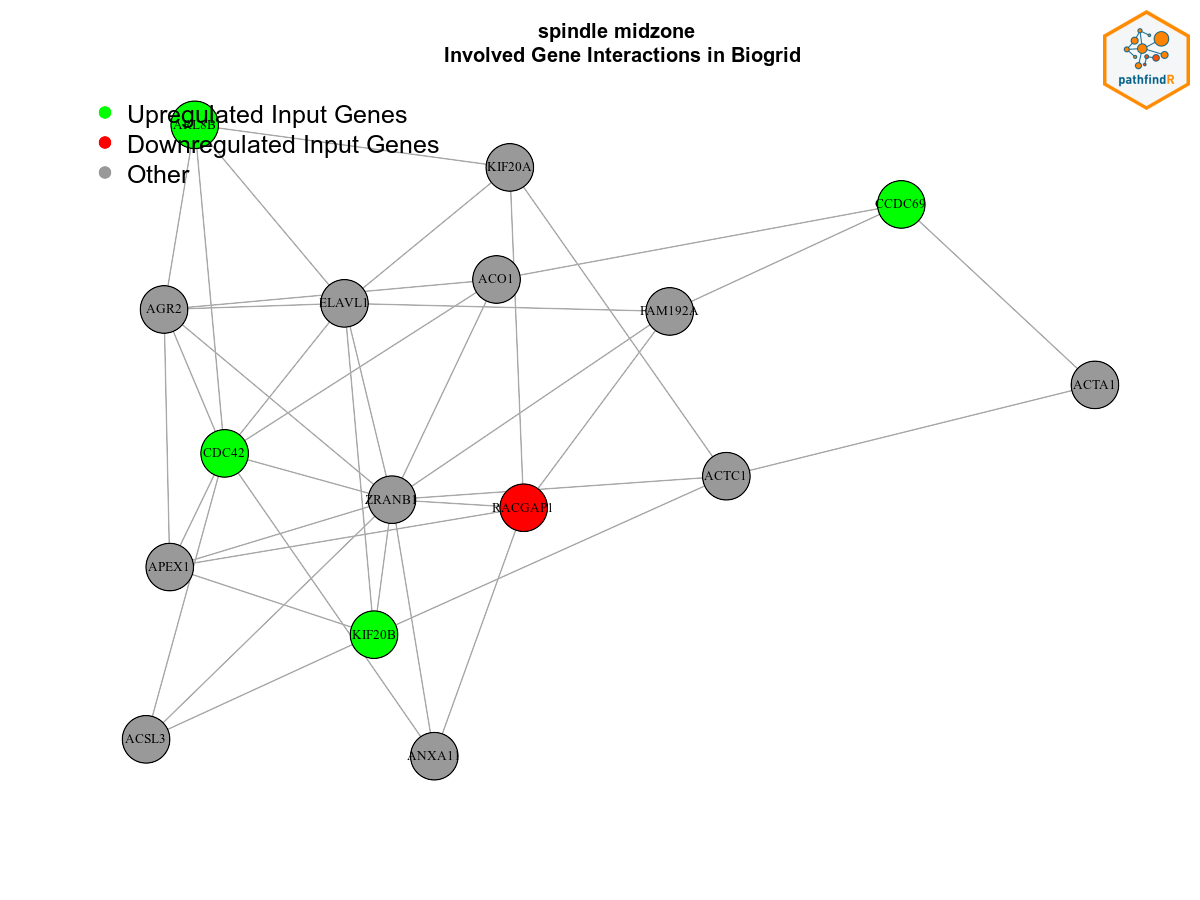 spindle midzone
Involved Gene Interactions in Biogrid
pathfindR
Upregulated Input Genes
ARL8B
Downregulated Input Genes
KIF20A
Other
CCDC69
ACO1
ELAVL1
AGR2
FAM192A
ACTA1
CDC42
ACTC1
ZRANB1
RACGAP1
APEX1
KIF20B
ACSL3
ANXA11